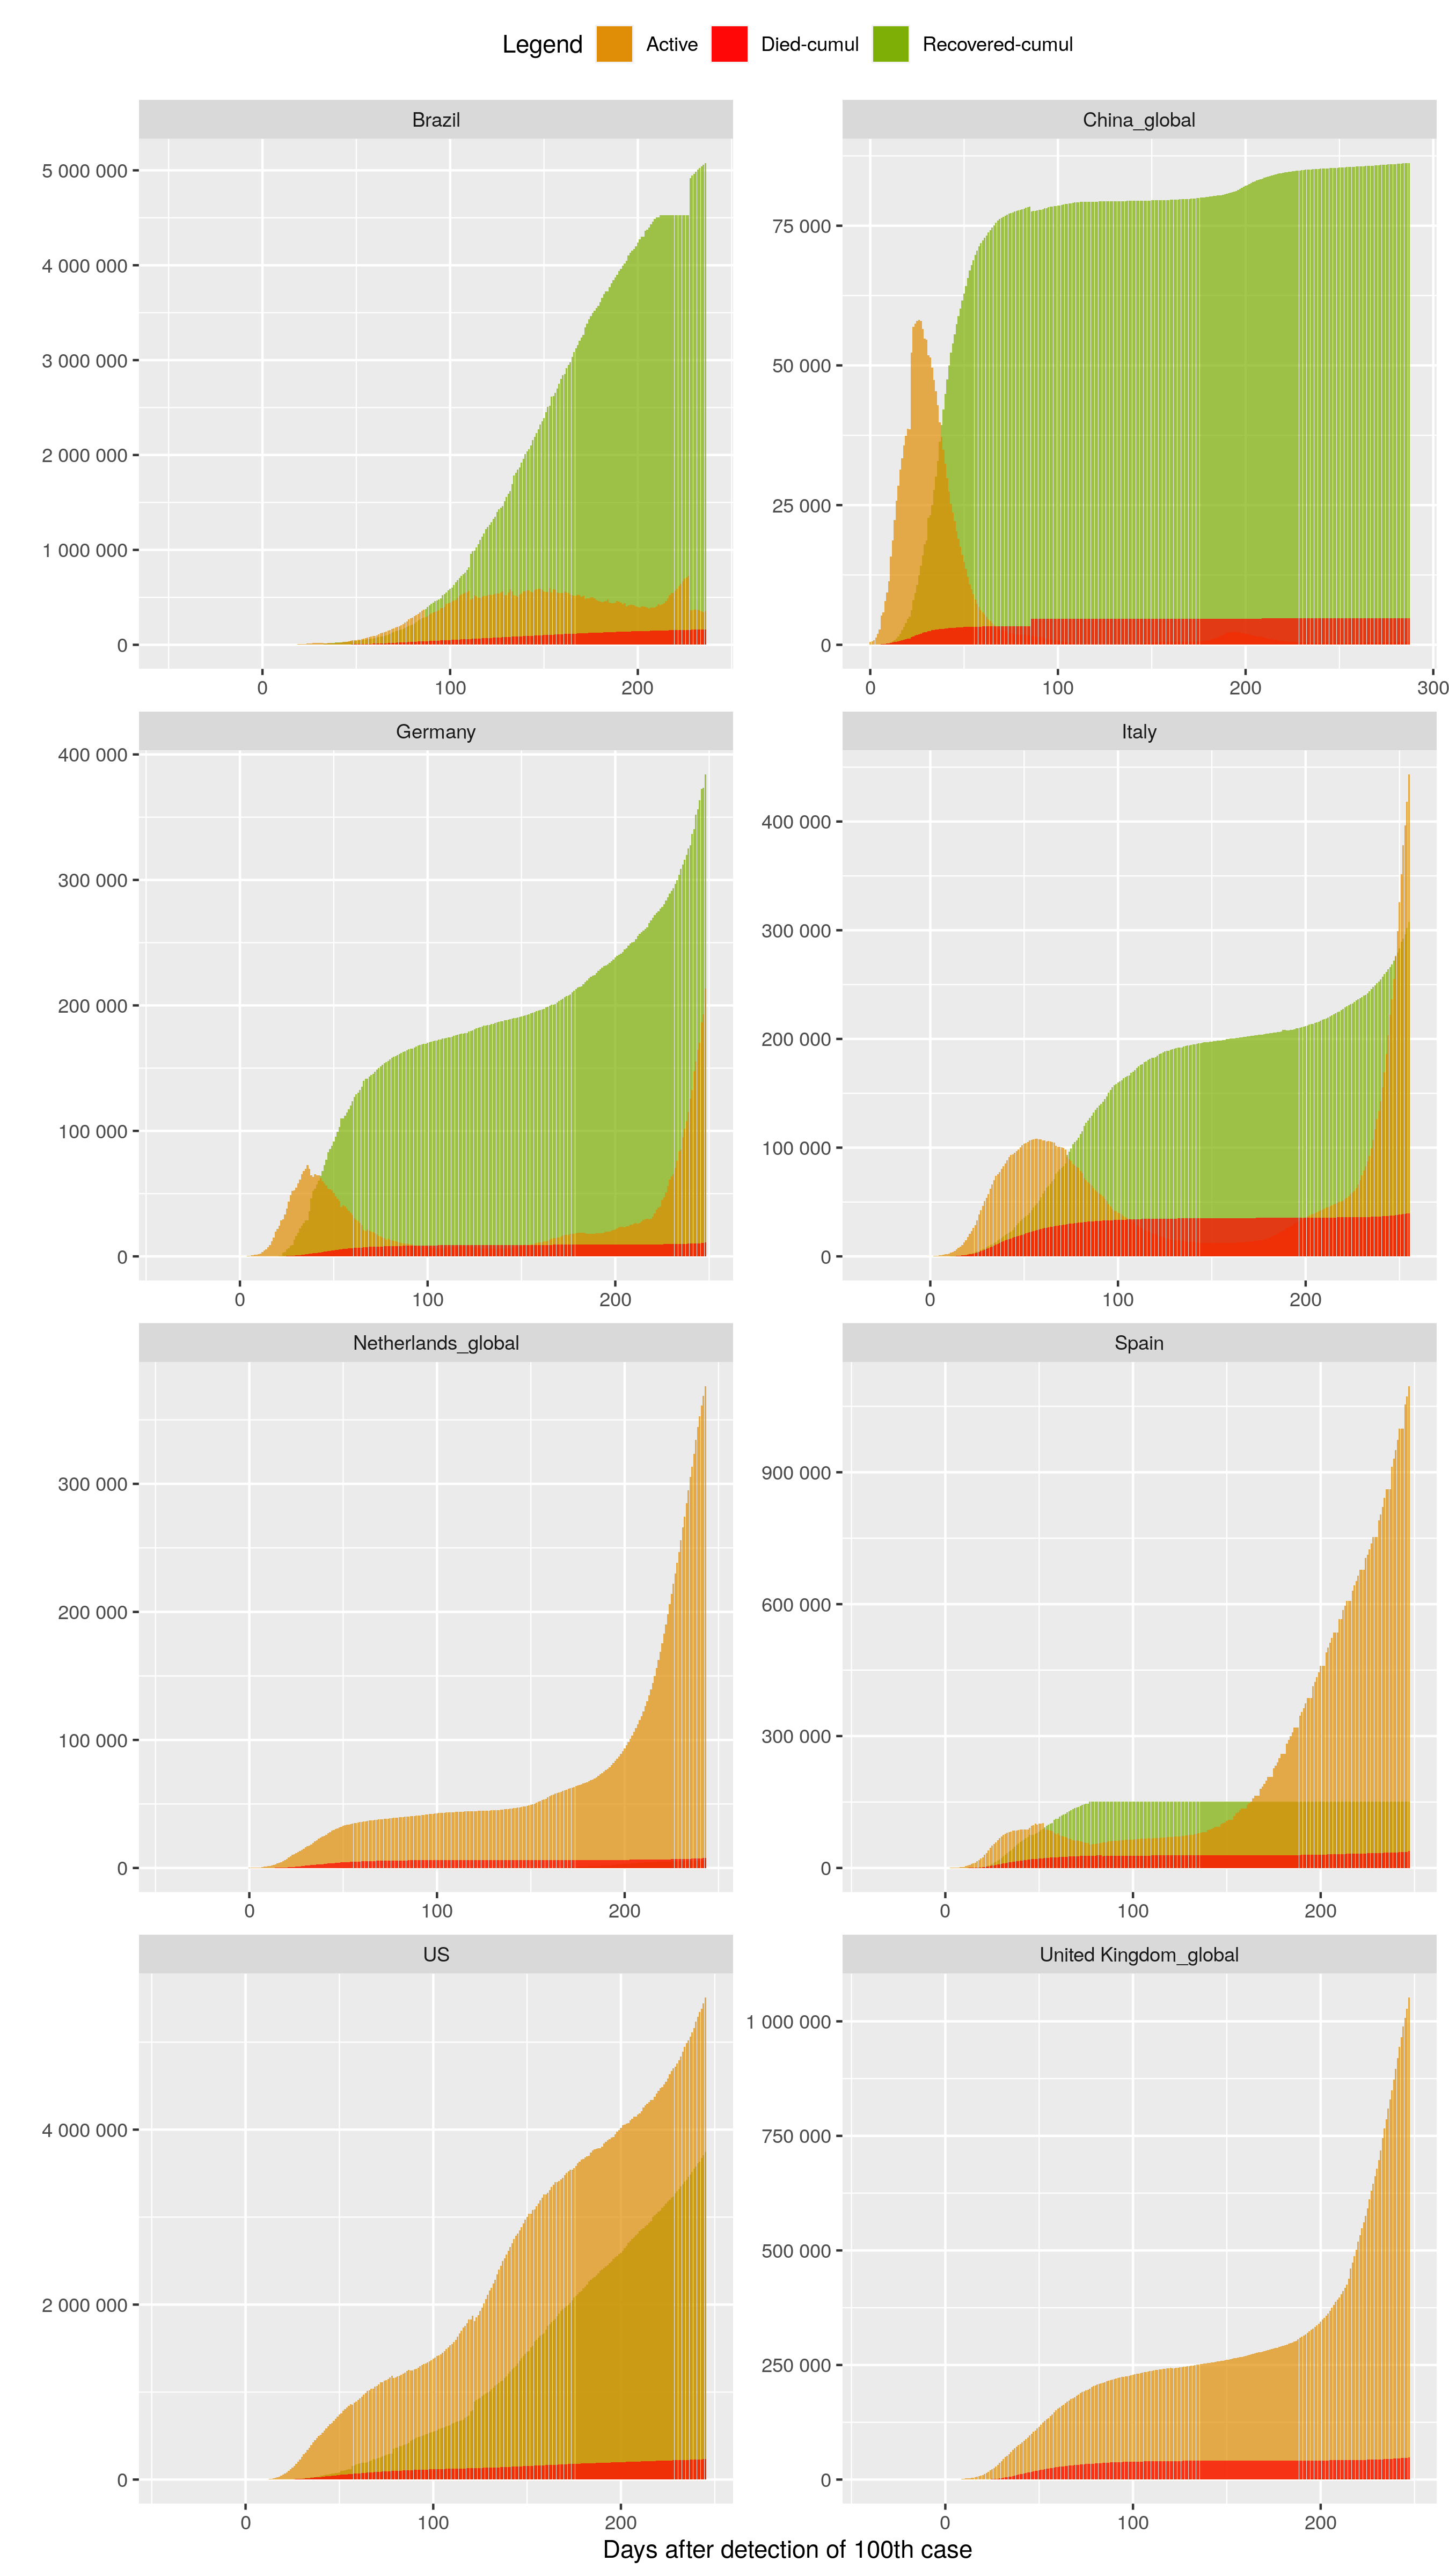 Legend Active Died-cumul Recovered-cumul
Brazil China_global
5 000 000
4 000 000
3 000 000
2 000 000
1 000 000
0
75 000
50 000
25 000
0
0 100 200 0 100 200 300
Germany Italy
400 000
300 000
200 000
100 000
0
400 000
300 000
200 000
100 000
0
0 100 200 0 100 200
Netherlands_global Spain
300 000
200 000
100 000
0
900 000
600 000
300 000
0
0 100 200 0 100 200
US United Kingdom_global
4 000 000
2 000 000
0
1 000 000
750 000
500 000
250 000
0
0 100 200 0 100 200
Days after detection of 100th case